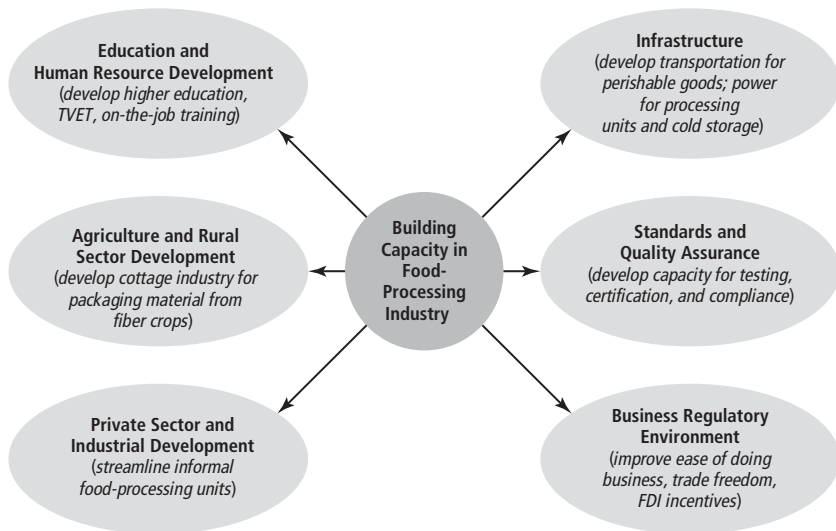 Education and
Human Resource Development
(develop higher education,
TVET, on-the-job training)
Infrastructure
(develop transportation for
perishable goods; power
for processing
units and cold storage)
Agriculture and Rural
Sector Development
(develop cottage industry for
packaging material from
fiber crops)
Building
Capacity in
Food-
Processing
Industry
Standards and
Quality Assurance
(develop capacity for testing,
certification, and compliance)
Private Sector and
Industrial Development
(streamline informal
food-processing units)
Business Regulatory
Environment
(improve ease of doing
business, trade freedom,
FDI incentives)